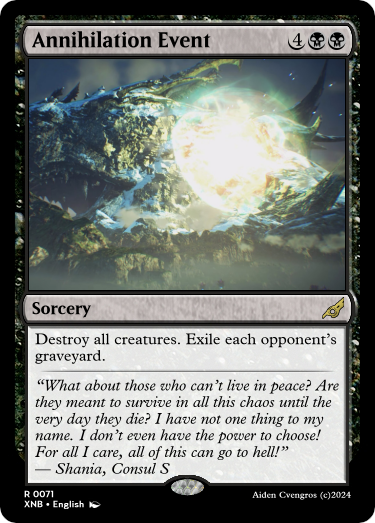 Annihilation Event 4
Sorcery
Destroy all creatures. Exile each opponent's
graveyard.
“What about those who can't live in peace? Are
they meant to survive in all this chaos until the
very day they die? I have not one thing to my
name. I don't even have the power to choose!
For all I care, all of this can go to hell!”
— Shania, Consul S
R 0071
XNB • English
Aiden Cvengros (c)2024